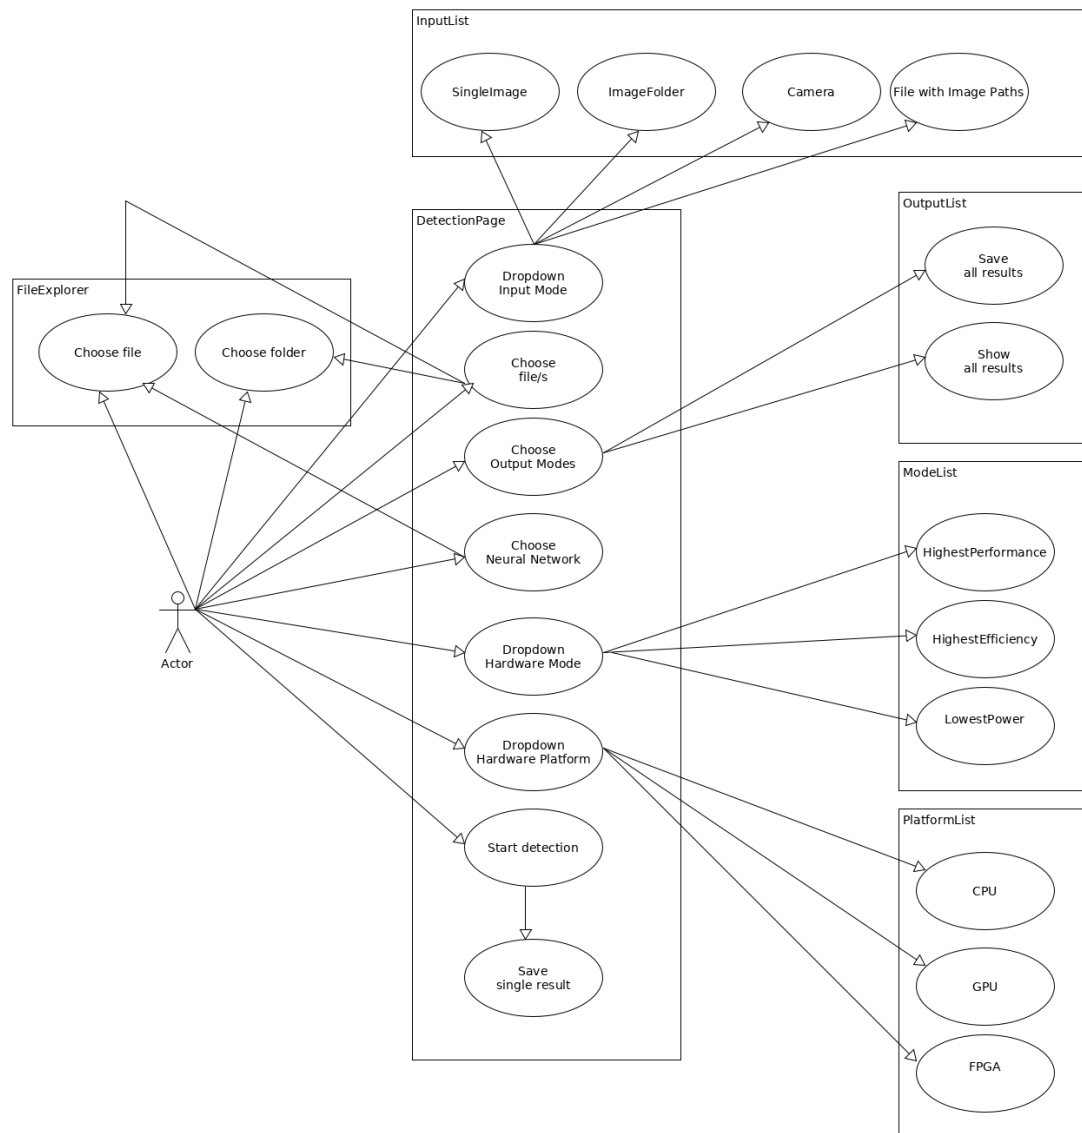 InputList
SingleImage
ImageFolder
Camera
File with Image Paths
DetectionPage
Dropdown
Input Mode
Choose
file/s
Choose
Output Modes
Choose
Neural Network
Dropdown
Hardware Mode
Dropdown
Hardware Platform
Start detection
Save
single result
FileExplorer
Choose file
Choose folder
Actor
OutputList
Save
all results
Show
all results
ModeList
HighestPerformance
HighestEfficiency
LowestPower
PlatformList
CPU
GPU
FPGA